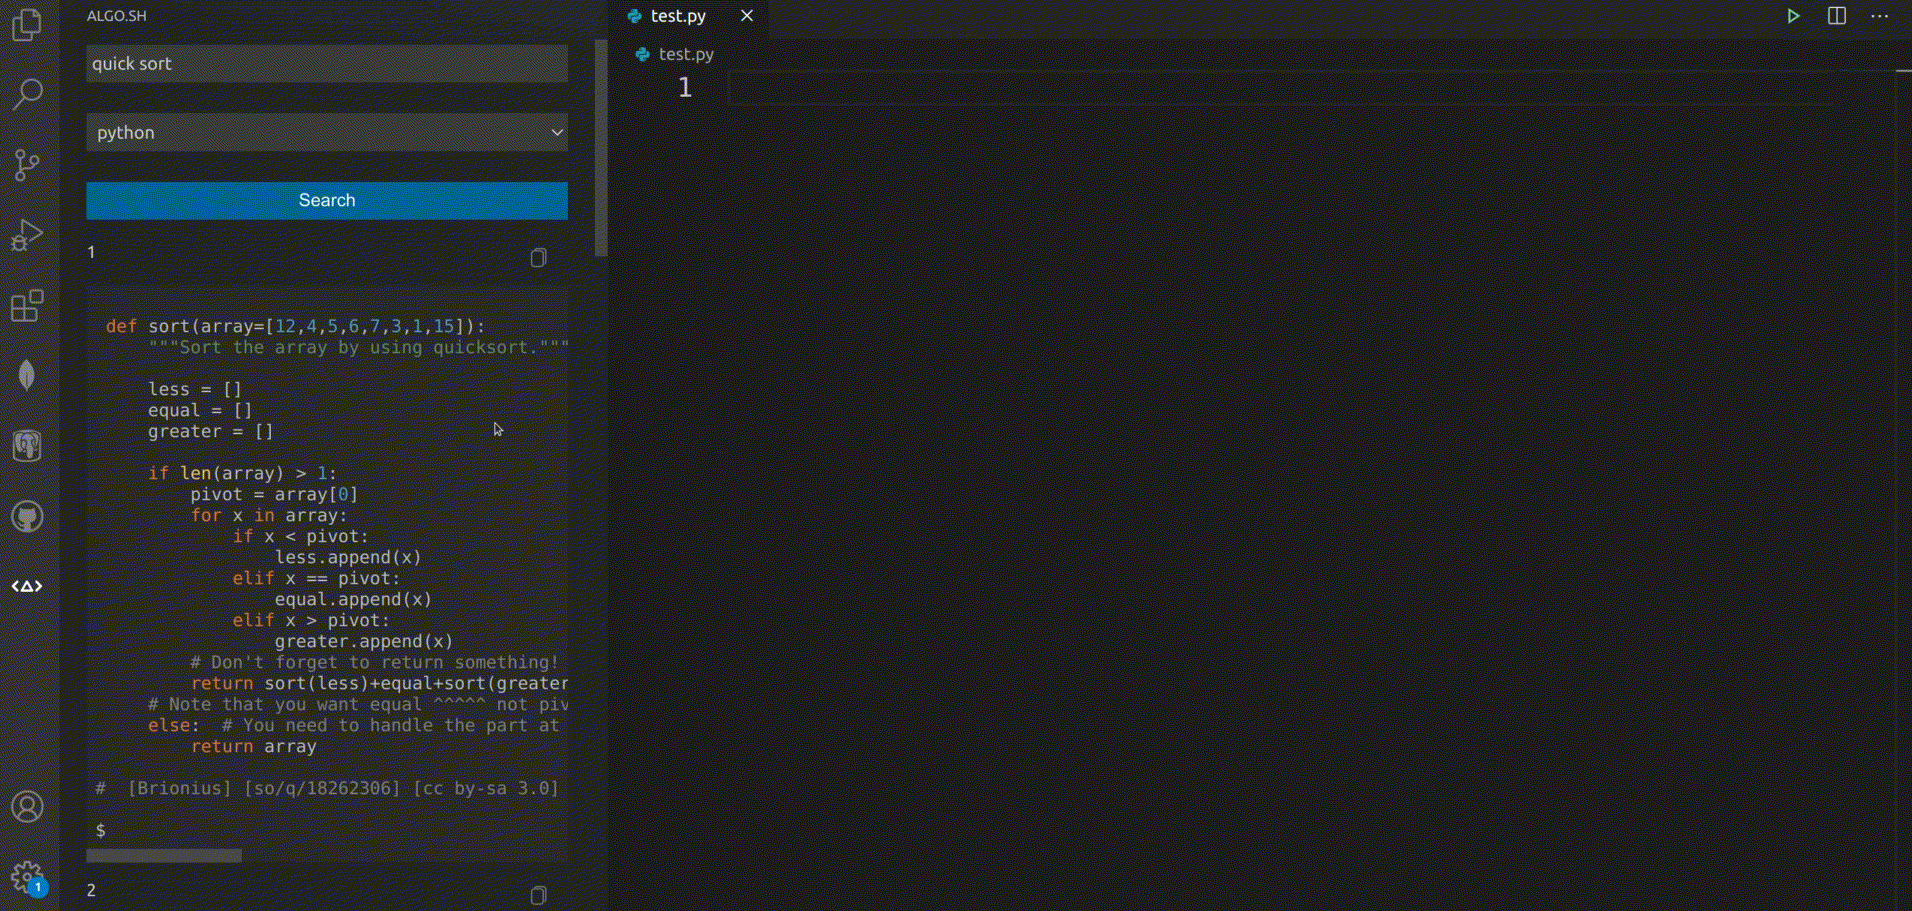 ALGO.SH
quick sort
python
Search
1
def sort(array=[12,4,5,6,7,3,1,15]):
    """Sort the array by using quicksort."""

    less = []
    equal = []
    greater = []

    if len(array) > 1:
        pivot = array[0]
        for x in array:
            if x < pivot:
                less.append(x)
            elif x == pivot:
                equal.append(x)
            elif x > pivot:
                greater.append(x)
        # Don't forget to return something!
        return sort(less)+equal+sort(greater
    # Note that you want equal ^^^^^ not piv
    else:  # You need to handle the part at
        return array

#  [Brionius] [so/q/18262306] [cc by-sa 3.0]

$
2
1
test.py
test.py
1